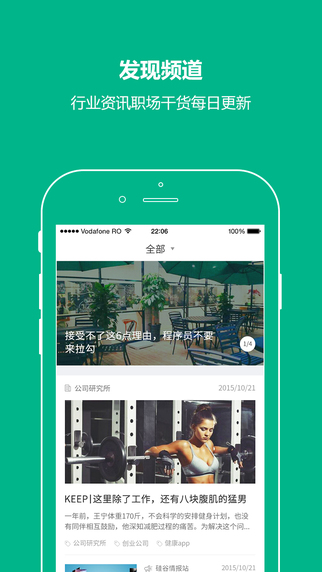 发现频道
行业资讯职场干货每日更新
Vodafone RO 22:06 100%
全部
接受不了这6点理由，程序员不要
来拉勾
1/4
公司研究所 2015/10/21
KEEP|这里除了工作，还有八块腹肌的猛男
一年前，王宁体重170斤，不会科学的安排健身计划，也没
有同伴相互鼓励，他深知减肥过程的痛苦。为解决这个问...
公司研究所 创业公司 健康app
硅谷情报站 2015/10/21